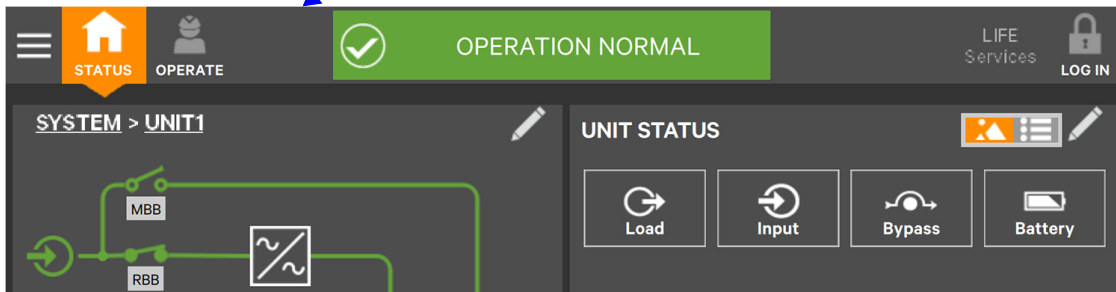 STATUS
OPERATE
OPERATION NORMAL
LIFE
Services
LOG IN
SYSTEM > UNIT1
MBB
RBB
UNIT STATUS
Load
Input
Bypass
Battery